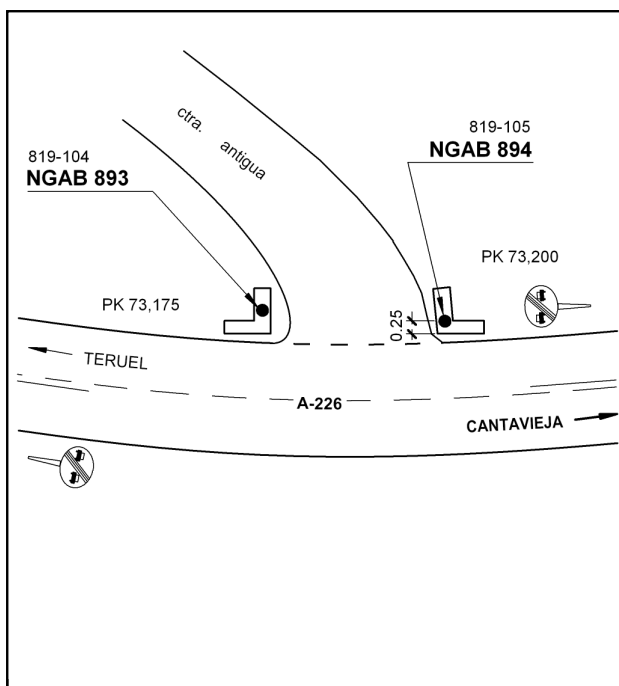 ctra. antigua
819-104
NGAB 893
819-105
NGAB 894
PK 73,200
PK 73,175
0.25
TERUEL
A-226
CANTAVIEJA